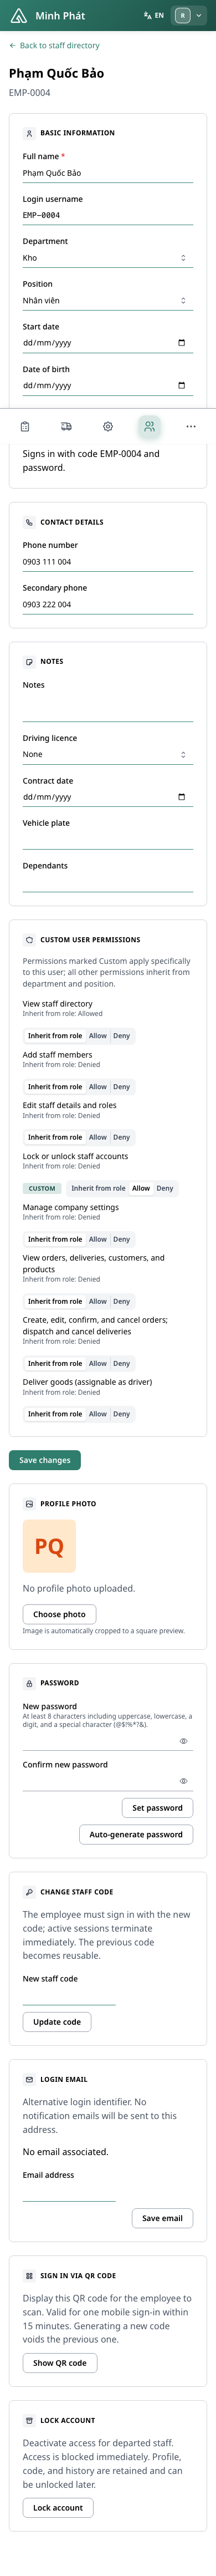 Minh Phát
EN
R
Back to staff directory
Phạm Quốc Bảo
EMP-0004
BASIC INFORMATION
Full name *
Phạm Quốc Bảo
Login username
EMP-0004
Department
Kho
Position
Nhân viên
Start date
dd/mm/yyyy
Date of birth
dd/mm/yyyy
Signs in with code EMP-0004 and
password.
CONTACT DETAILS
Phone number
0903 111 004
Secondary phone
0903 222 004
NOTES
Notes
Driving licence
None
Contract date
dd/mm/yyyy
Vehicle plate
Dependants
CUSTOM USER PERMISSIONS
Permissions marked Custom apply specifically
to this user; all other permissions inherit from
department and position.
View staff directory
Inherit from role: Allowed
Inherit from role Allow Deny
Add staff members
Inherit from role: Denied
Inherit from role Allow Deny
Edit staff details and roles
Inherit from role: Denied
Inherit from role Allow Deny
Lock or unlock staff accounts
Inherit from role: Denied
CUSTOM Inherit from role Allow Deny
Manage company settings
Inherit from role: Denied
Inherit from role Allow Deny
View orders, deliveries, customers, and
products
Inherit from role: Denied
Inherit from role Allow Deny
Create, edit, confirm, and cancel orders;
dispatch and cancel deliveries
Inherit from role: Denied
Inherit from role Allow Deny
Deliver goods (assignable as driver)
Inherit from role: Denied
Inherit from role Allow Deny
Save changes
PROFILE PHOTO
PQ
No profile photo uploaded.
Choose photo
Image is automatically cropped to a square preview.
PASSWORD
New password
At least 8 characters including uppercase, lowercase, a
digit, and a special character (@$!%*?&).
Confirm new password
Set password
Auto-generate password
CHANGE STAFF CODE
The employee must sign in with the new
code; active sessions terminate
immediately. The previous code
becomes reusable.
New staff code
Update code
LOGIN EMAIL
Alternative login identifier. No
notification emails will be sent to this
address.
No email associated.
Email address
Save email
SIGN IN VIA QR CODE
Display this QR code for the employee to
scan. Valid for one mobile sign-in within
15 minutes. Generating a new code
voids the previous one.
Show QR code
LOCK ACCOUNT
Deactivate access for departed staff.
Access is blocked immediately. Profile,
code, and history are retained and can
be unlocked later.
Lock account